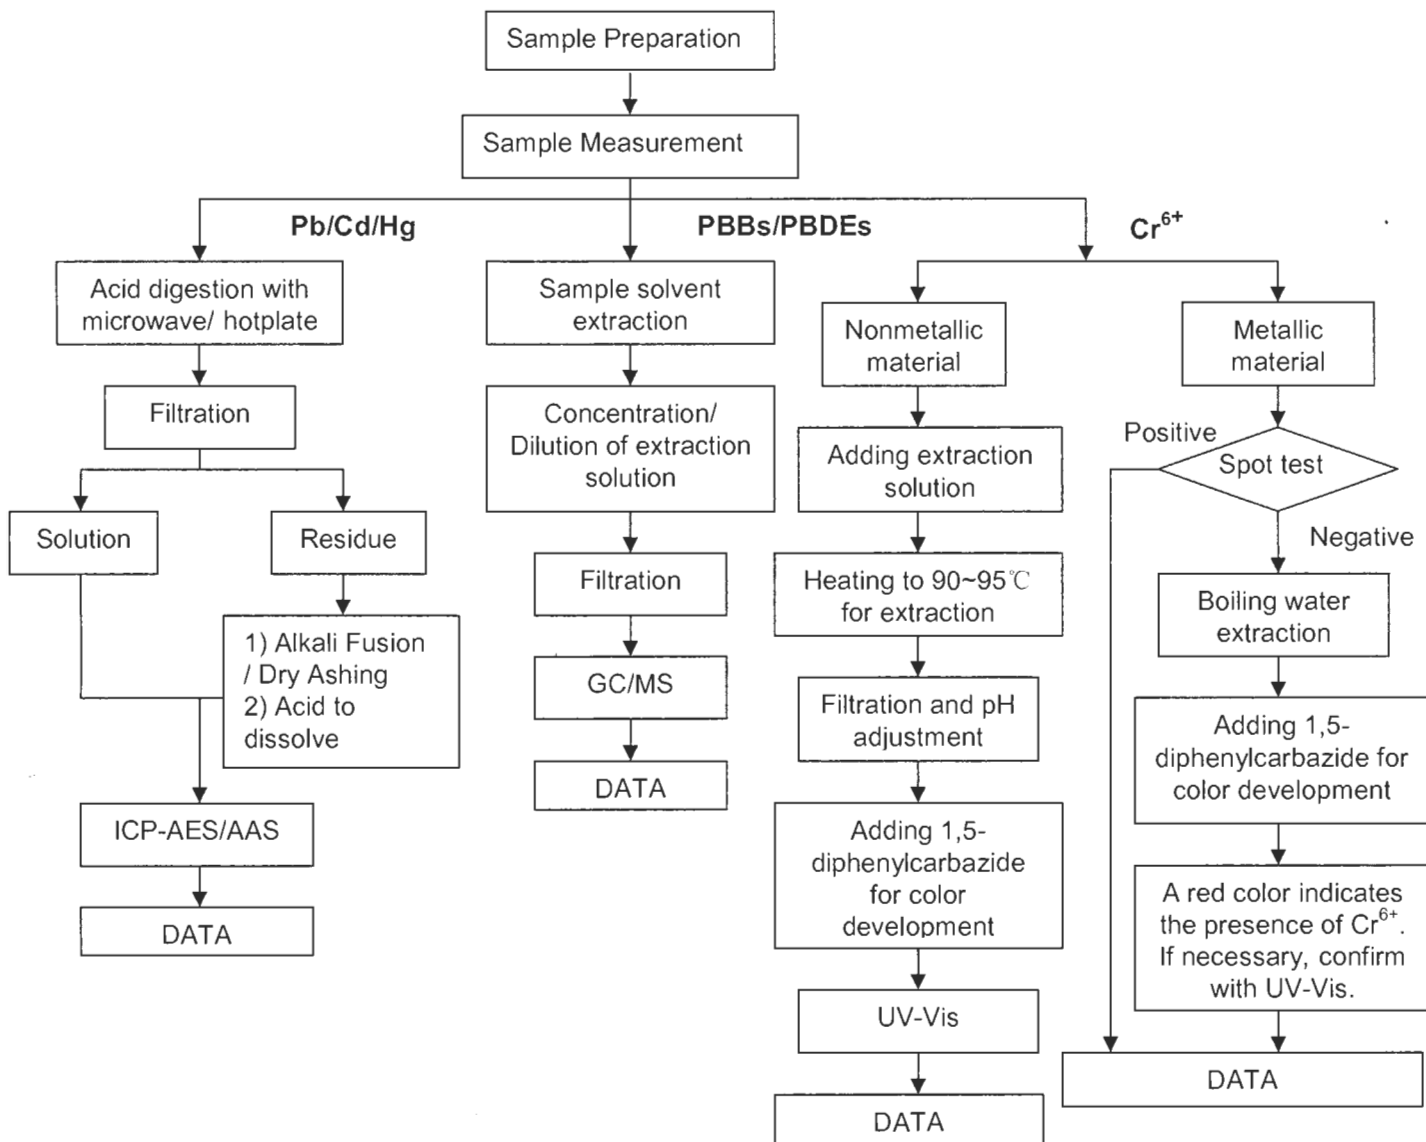 Sample Preparation
Sample Measurement
Pb/Cd/Hg
PBBs/PBDEs
Cr⁶⁺
Acid digestion with
microwave/ hotplate
Filtration
Solution
Residue
1) Alkali Fusion
/ Dry Ashing
2) Acid to
dissolve
ICP-AES/AAS
DATA
Sample solvent
extraction
Concentration/
Dilution of extraction
solution
Filtration
GC/MS
DATA
Nonmetallic
material
Adding extraction
solution
Heating to 90~95℃
for extraction
Filtration and pH
adjustment
Adding 1,5-
diphenylcarbazide
for color
development
UV-Vis
DATA
Metallic
material
Positive
Spot test
Negative
Boiling water
extraction
Adding 1,5-
diphenylcarbazide for
color development
A red color indicates
the presence of Cr⁶⁺.
If necessary, confirm
with UV-Vis.
DATA